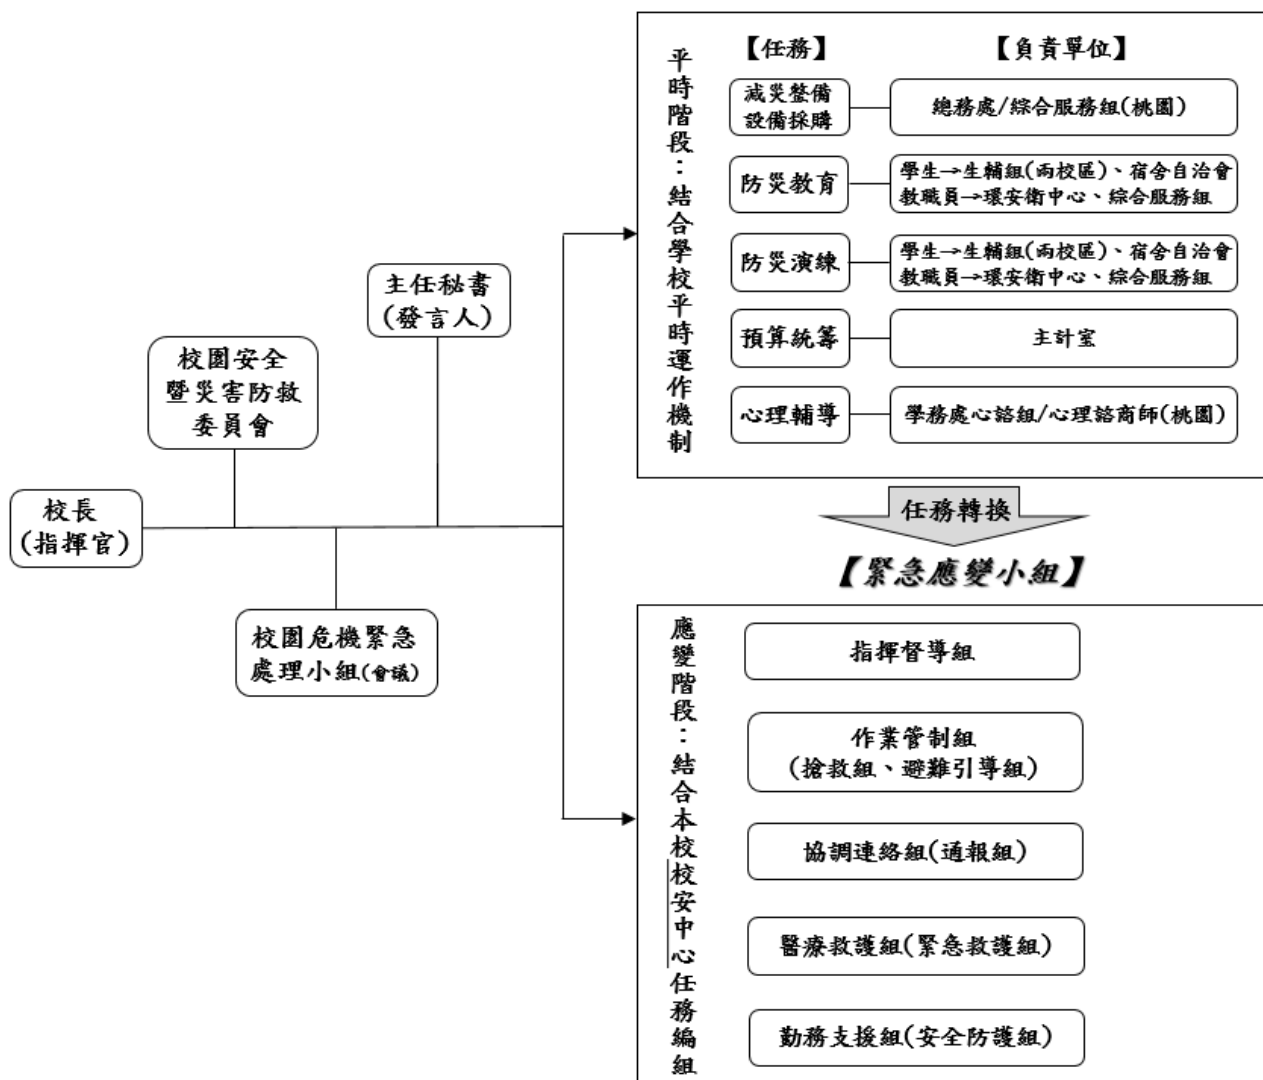 校長
(指揮官)
校園安全
暨災害防救
委員會
校園危機緊急
處理小組(會議)
主任秘書
(發言人)
平時階段：結合學校平時運作機制
【任務】
【負責單位】
減災整備
設備採購
總務處/綜合服務組(桃園)
防災教育
學生→生輔組(兩校區)、宿舍自治會
教職員→環安衛中心、綜合服務組
防災演練
學生→生輔組(兩校區)、宿舍自治會
教職員→環安衛中心、綜合服務組
預算統籌
主計室
心理輔導
學務處心諮組/心理諮商師(桃園)
任務轉換
【緊急應變小組】
應變階段：結合本校校安中心任務編組
指揮督導組
作業管制組
(搶救組、避難引導組)
協調連絡組(通報組)
醫療救護組(緊急救護組)
勤務支援組(安全防護組)